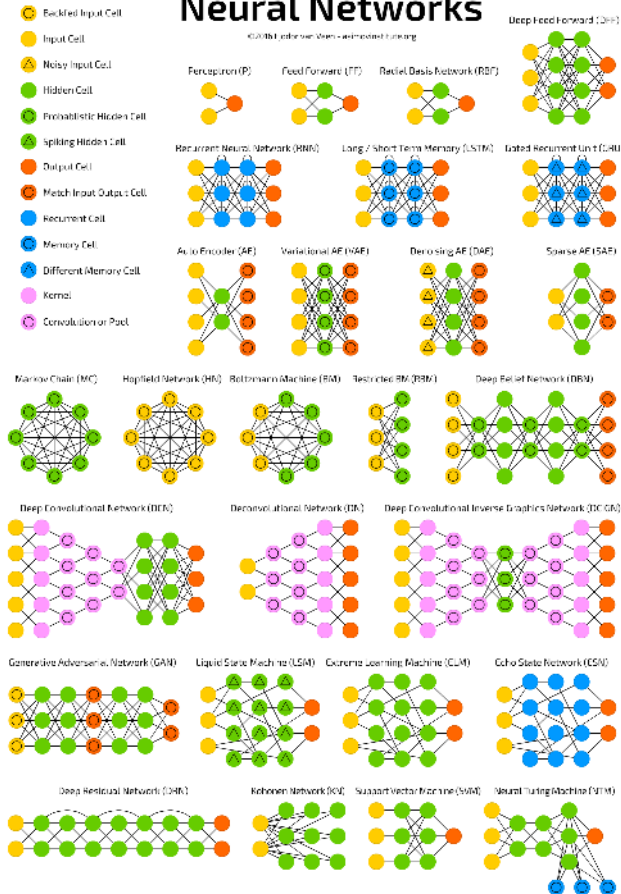 Neural Networks
©2016 Fjodor van Veen - asimovinstitute.org
Deep Feed Forward (DFF)
Backfed Input Cell
Input Cell
Noisy Input Cell
Hidden Cell
Probablistic Hidden Cell
Spiking Hidden Cell
Output Cell
Match Input Output Cell
Recurrent Cell
Memory Cell
Different Memory Cell
Kernel
Convolution or Pool
Perceptron (P)
Feed Forward (FF)
Radial Basis Network (RBF)
Recurrent Neural Network (RNN)
Long / Short Term Memory (LSTM)
Gated Recurrent Unit (GRU)
Auto Encoder (AE)
Variational AE (VAE)
Denoising AE (DAE)
Sparse AE (SAE)
Markov Chain (MC)
Hopfield Network (HN)
Boltzmann Machine (BM)
Restricted BM (RBM)
Deep Belief Network (DBN)
Deep Convolutional Network (DCN)
Deconvolutional Network (DN)
Deep Convolutional Inverse Graphics Network (DCIGN)
Generative Adversarial Network (GAN)
Liquid State Machine (LSM)
Extreme Learning Machine (ELM)
Echo State Network (ESN)
Deep Residual Network (DRN)
Kohonen Network (KN)
Support Vector Machine (SVM)
Neural Turing Machine (NTM)